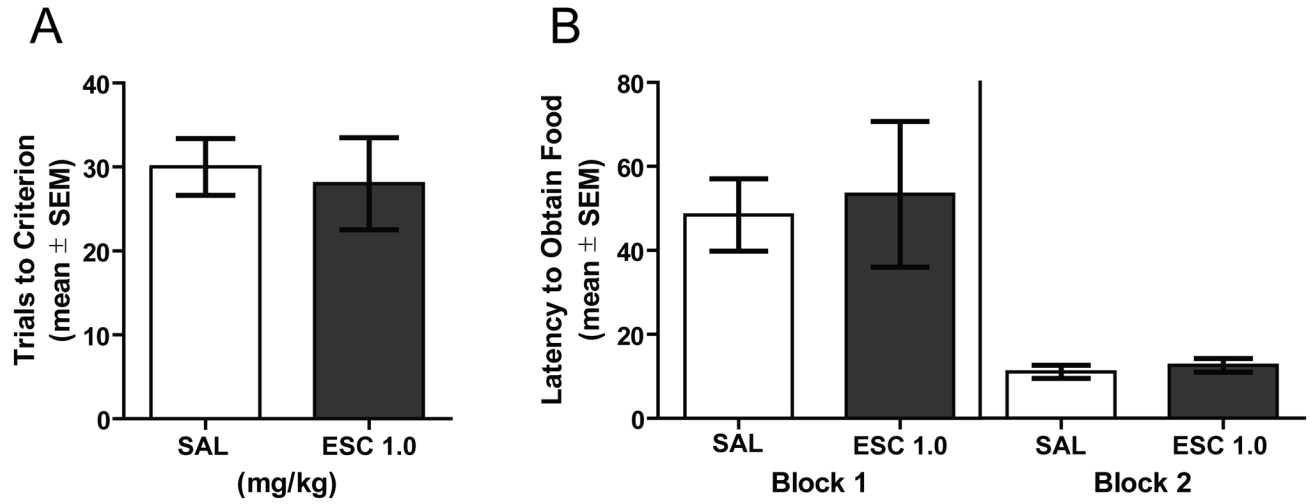 A
Trials to Criterion
(mean ± SEM)
40
30
20
10
0
SAL
ESC 1.0
(mg/kg)
B
Latency to Obtain Food
(mean ± SEM)
80
60
40
20
0
SAL
ESC 1.0
SAL
ESC 1.0
Block 1
Block 2